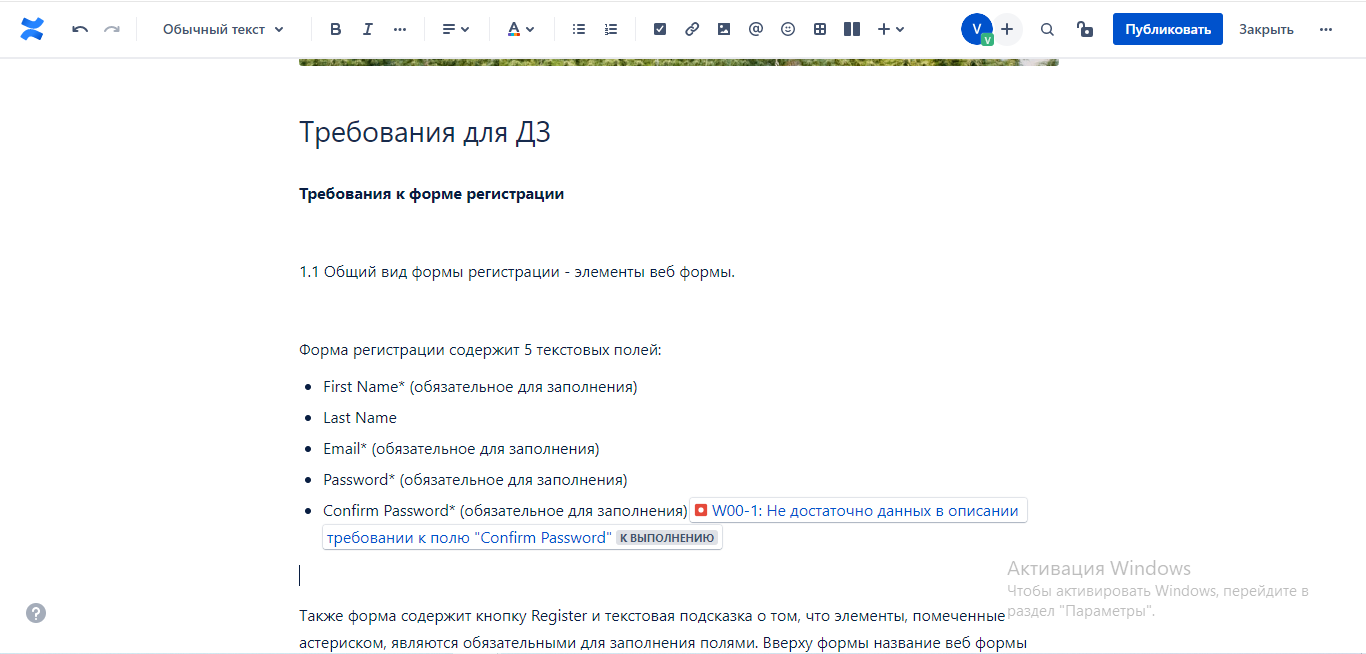 Обычный текст
B I
A
@
V
V
Публиковать
Закрыть
Требования для ДЗ
Требования к форме регистрации
1.1 Общий вид формы регистрации - элементы веб формы.
Форма регистрации содержит 5 текстовых полей:
First Name* (обязательное для заполнения)
Last Name
Email* (обязательное для заполнения)
Password* (обязательное для заполнения)
Confirm Password* (обязательное для заполнения) W00-1: Не достаточно данных в описании
требовании к полю "Confirm Password" К ВЫПОЛНЕНИЮ
Также форма содержит кнопку Register и текстовая подсказка о том, что элементы, помеченные
астериском, являются обязательными для заполнения полями. Вверху формы название веб формы
Активация Windows
Чтобы активировать Windows, перейдите в
раздел "Параметры".
?